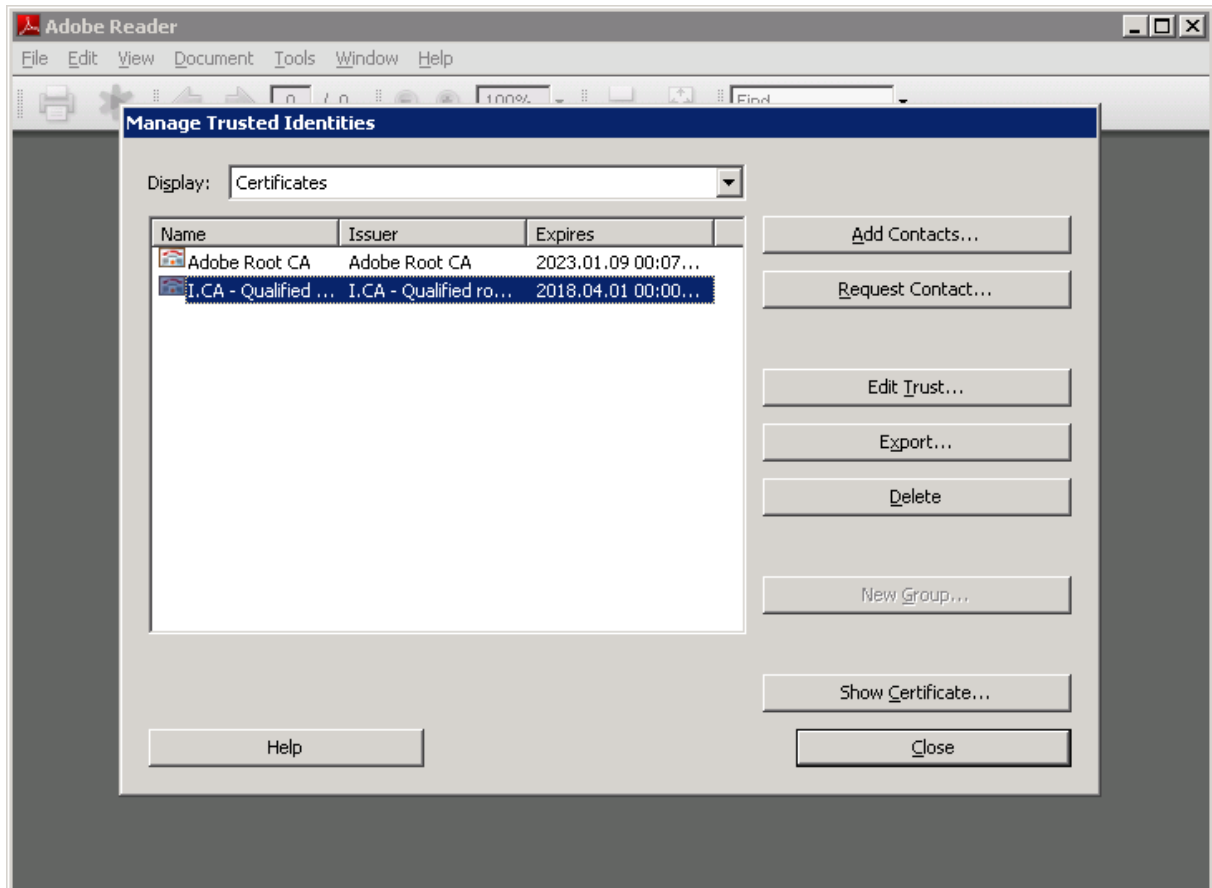 Adobe Reader
File Edit View Document Tools Window Help
0 / 0 100% Find
Manage Trusted Identities
Display: Certificates
Name Issuer Expires
Adobe Root CA Adobe Root CA 2023.01.09 00:07...
I.CA - Qualified ... I.CA - Qualified ro... 2018.04.01 00:00...
Add Contacts...
Request Contact...
Edit Trust...
Export...
Delete
New Group...
Show Certificate...
Help Close